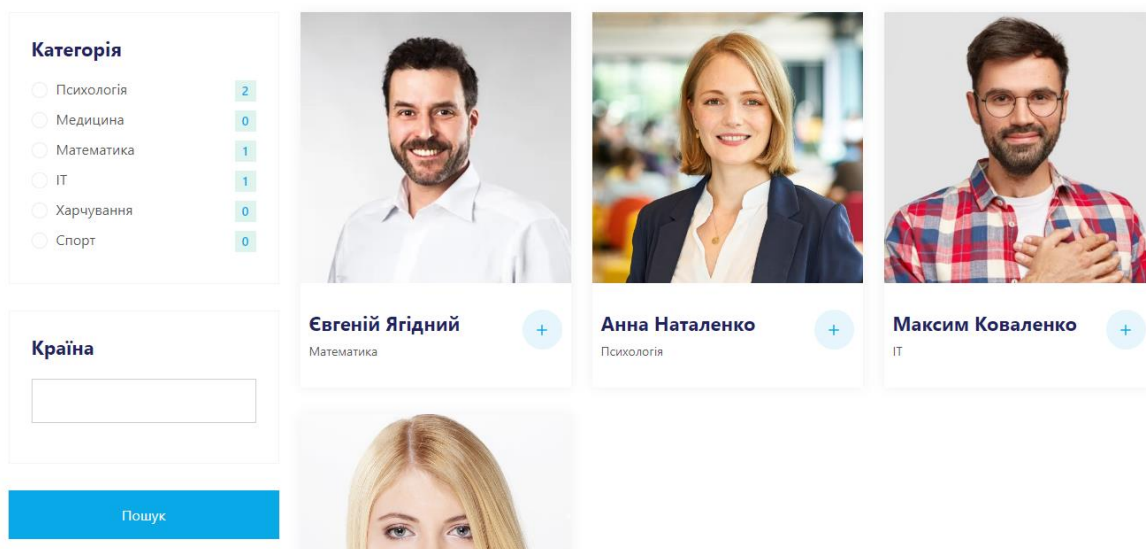 Категорія
Психологія 2
Медицина 0
Математика 1
IT 1
Харчування 0
Спорт 0
Країна
Пошук
Євгеній Ягідний
+
Математика
Анна Наталенко
+
Психологія
Максим Коваленко
+
IT